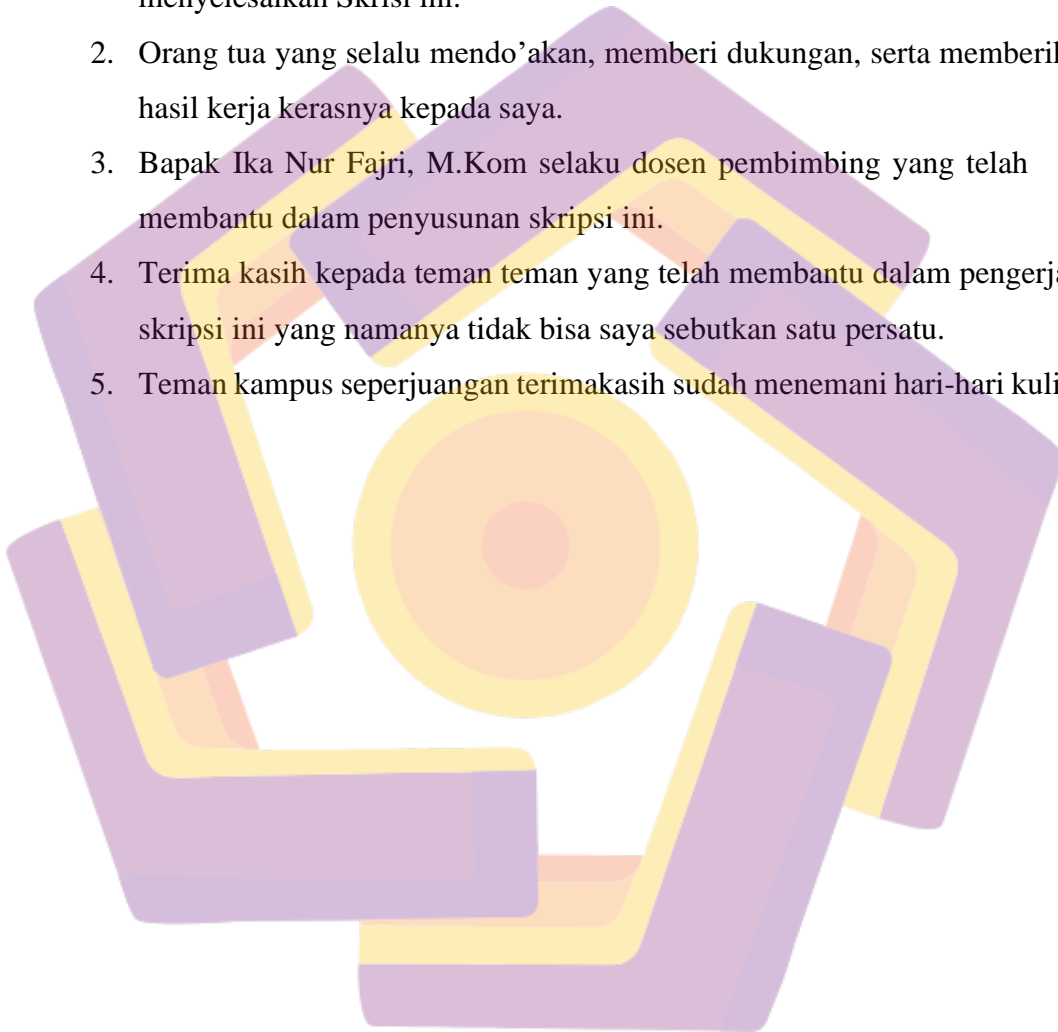 menyelesaikan Skrisi ini.
2. Orang tua yang selalu mendo’akan, memberi dukungan, serta memberik
hasil kerja kerasnya kepada saya.
3. Bapak Ika Nur Fajri, M.Kom selaku dosen pembimbing yang telah
membantu dalam penyusunan skripsi ini.
4. Terima kasih kepada teman teman yang telah membantu dalam pengerja
skripsi ini yang namanya tidak bisa saya sebutkan satu persatu.
5. Teman kampus seperjuangan terimakasih sudah menemani hari-hari kuli